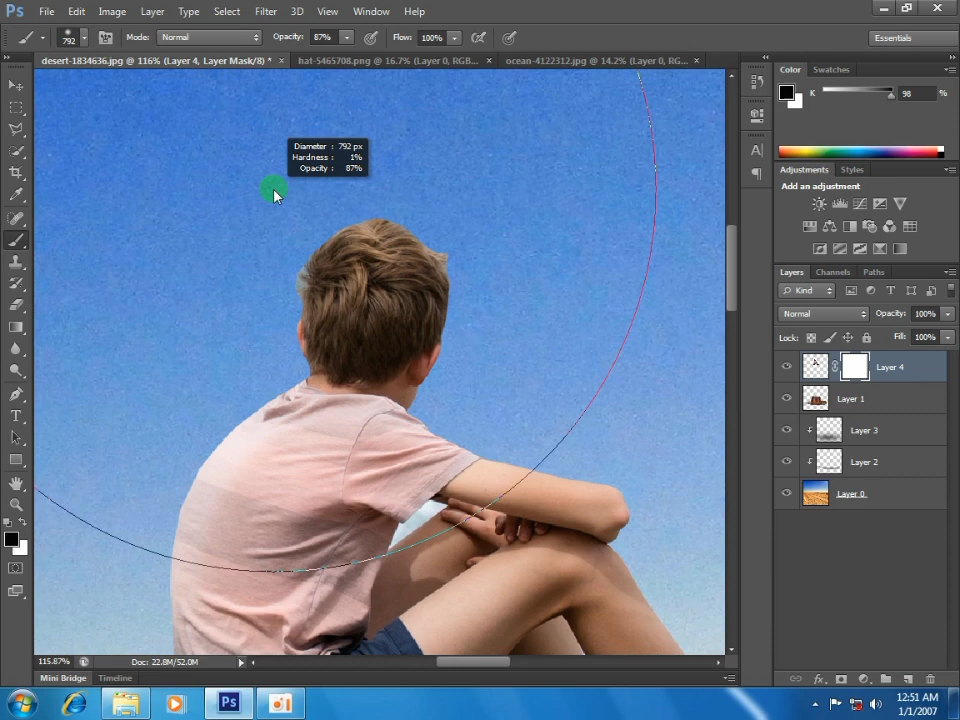 Ps File Edit Image Layer Type Select Filter 3D View Window Help
792 Mode: Normal Opacity: 87% Flow: 100% Essentials
desert-1834636.jpg @ 116% (Layer 4, Layer Mask/8) * × hat-5465708.png @ 16.7% (Layer 0, RGB... × ocean-4122312.jpg @ 14.2% (Layer 0, RGB... ×
Color Swatches
K 98 %
Diameter : 792 px
Hardness : 1%
Opacity : 87%
Adjustments Styles
Add an adjustment
Layers Channels Paths
Kind
Normal Opacity: 100%
Lock: Fill: 100%
Layer 4
Layer 1
Layer 3
Layer 2
Layer 0
115.87% Doc: 22.8M/52.0M
Mini Bridge Timeline
fx
Ps
12:51 AM
1/1/2007